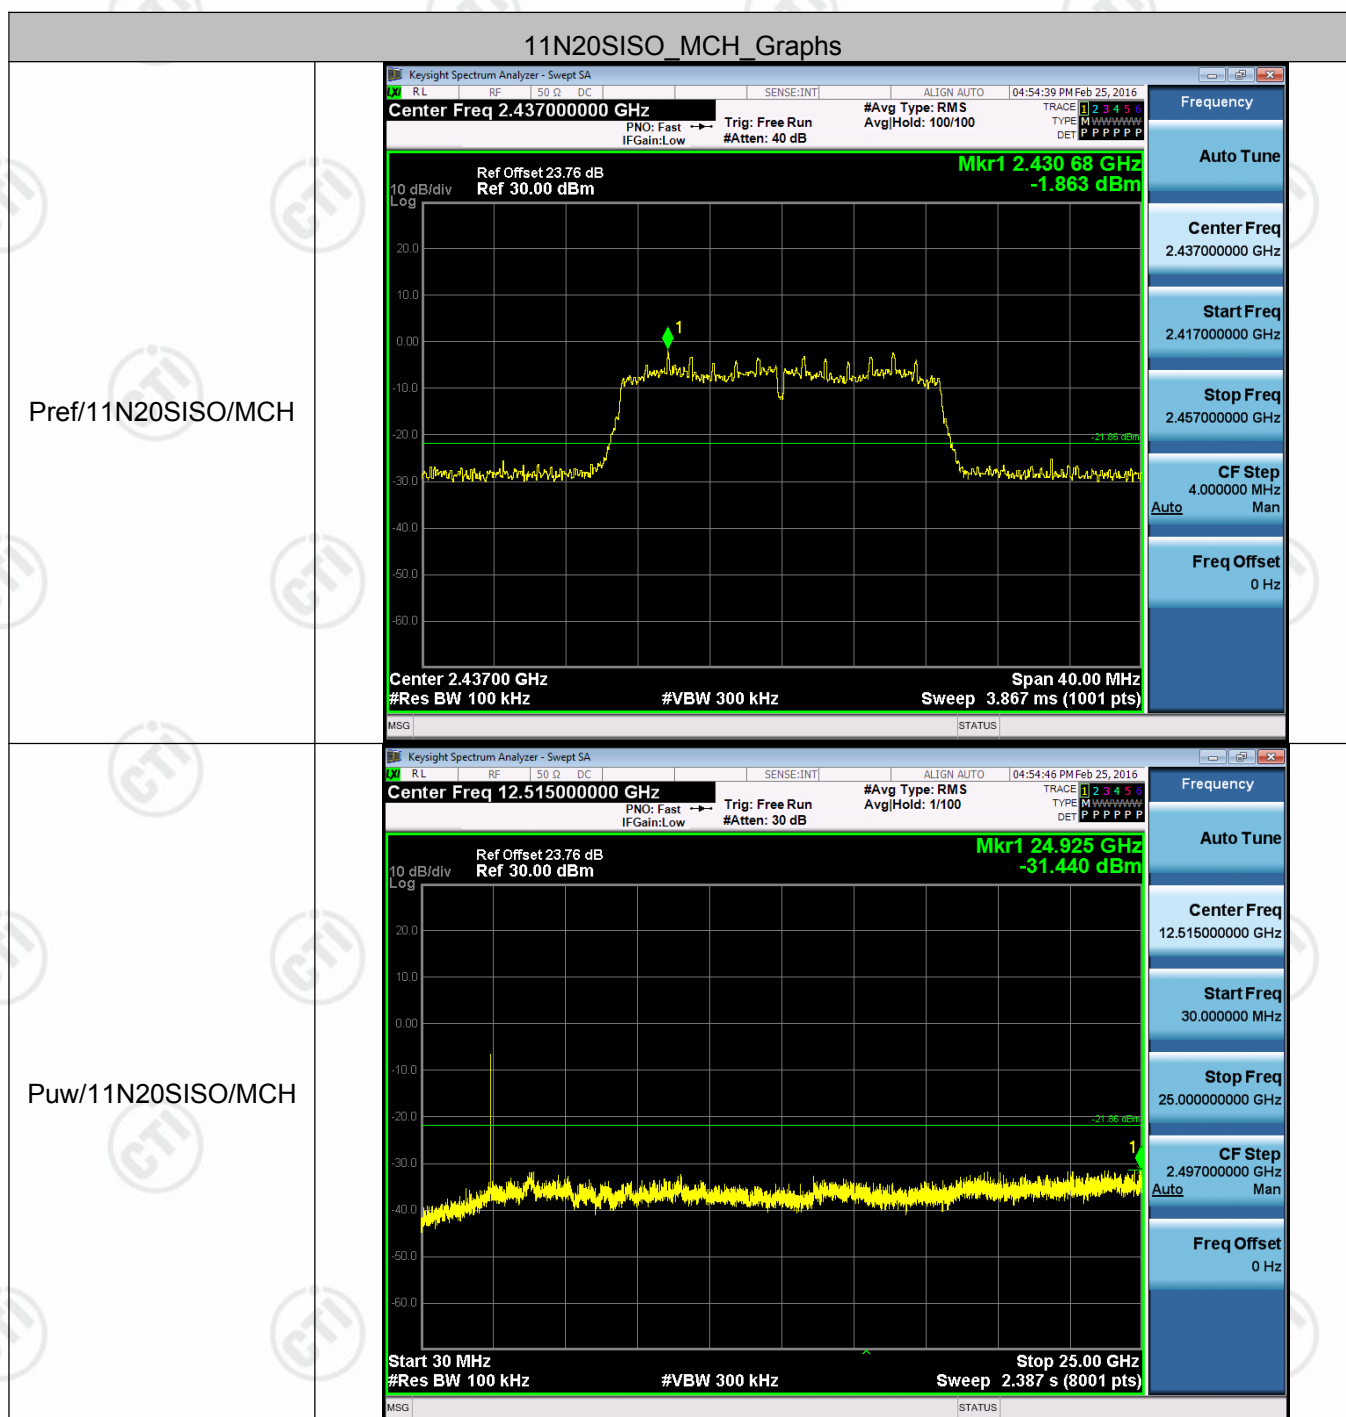 11N20SISO_MCH_Graphs
Pref/11N20SISO/MCH
Keysight Spectrum Analyzer - Swept SA
LXI RL RF 50 Ω DC SENSE:INT ALIGN AUTO 04:54:39 PM Feb 25, 2016
Center Freq 2.437000000 GHz
PNO: Fast
IFGain:Low
Trig: Free Run
#Atten: 40 dB
#Avg Type: RMS
Avg|Hold: 100/100
TRACE 1 2 3 4 5 6
TYPE M WWWWW
DET P P P P P P
Mkr1 2.430 68 GHz
-1.863 dBm
Ref Offset 23.76 dB
10 dB/div Ref 30.00 dBm
Log
20.0
10.0
0.00
-10.0
-20.0
-30.0
-40.0
-50.0
-60.0
1
-21.86 dBm
Center 2.43700 GHz Span 40.00 MHz
#Res BW 100 kHz #VBW 300 kHz Sweep 3.867 ms (1001 pts)
MSG STATUS
Frequency
Auto Tune
Center Freq
2.437000000 GHz
Start Freq
2.417000000 GHz
Stop Freq
2.457000000 GHz
CF Step
4.000000 MHz
Auto Man
Freq Offset
0 Hz
Puw/11N20SISO/MCH
Keysight Spectrum Analyzer - Swept SA
LXI RL RF 50 Ω DC SENSE:INT ALIGN AUTO 04:54:46 PM Feb 25, 2016
Center Freq 12.515000000 GHz
PNO: Fast
IFGain:Low
Trig: Free Run
#Atten: 30 dB
#Avg Type: RMS
Avg|Hold: 1/100
TRACE 1 2 3 4 5 6
TYPE M WWWWW
DET P P P P P P
Mkr1 24.925 GHz
-31.440 dBm
Ref Offset 23.76 dB
10 dB/div Ref 30.00 dBm
Log
20.0
10.0
0.00
-10.0
-20.0
-30.0
-40.0
-50.0
-60.0
-21.86 dBm
1
Start 30 MHz Stop 25.00 GHz
#Res BW 100 kHz #VBW 300 kHz Sweep 2.387 s (8001 pts)
MSG STATUS
Frequency
Auto Tune
Center Freq
12.515000000 GHz
Start Freq
30.000000 MHz
Stop Freq
25.000000000 GHz
CF Step
2.497000000 GHz
Auto Man
Freq Offset
0 Hz